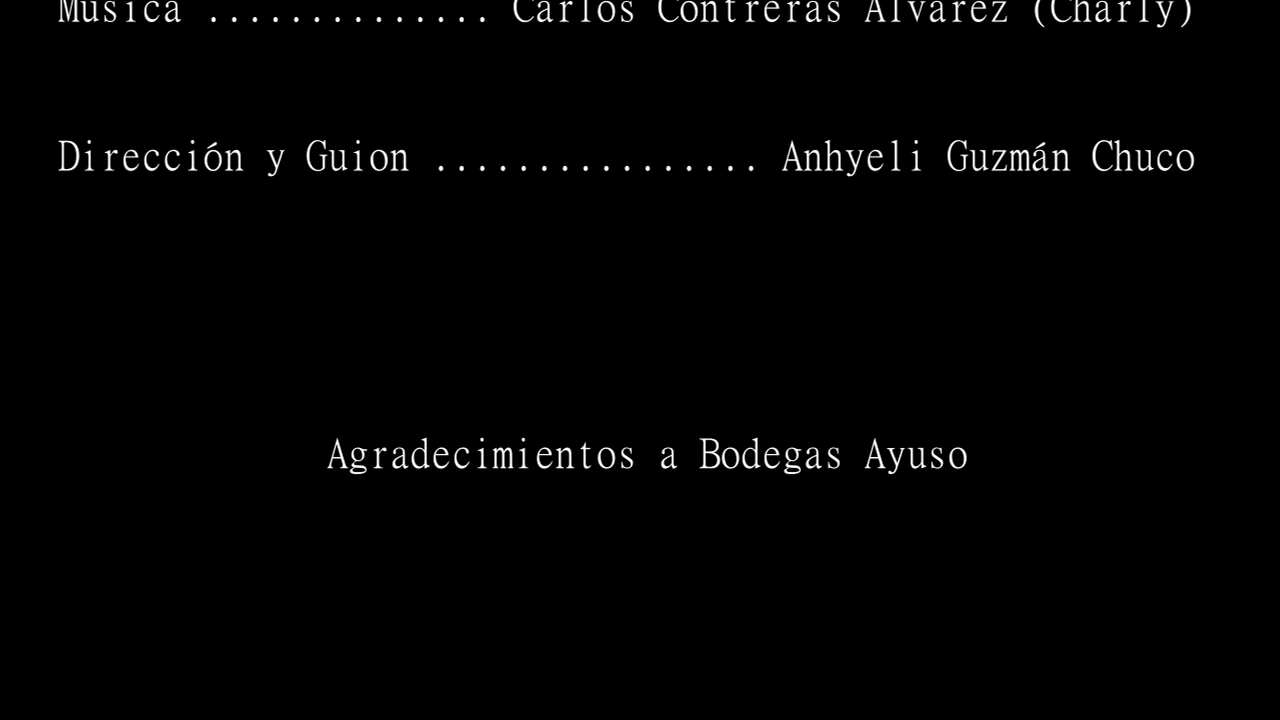 Música .............. Carlos Contreras Álvarez (Charly)
Dirección y Guion ................ Anhyeli Guzmán Chuco
Agradecimientos a Bodegas Ayuso